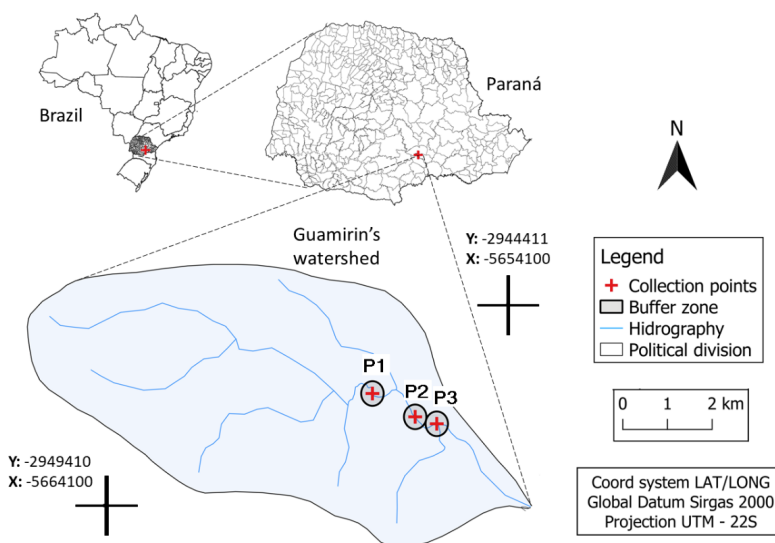 Brazil
Paraná
N
Guamirin's
watershed
Y: -2944411
X: -5654100
Legend
Collection points
Buffer zone
Hidrography
Political division
P1
P2
P3
0 1 2 km
Y: -2949410
X: -5664100
Coord system LAT/LONG
Global Datum Sirgas 2000
Projection UTM - 22S